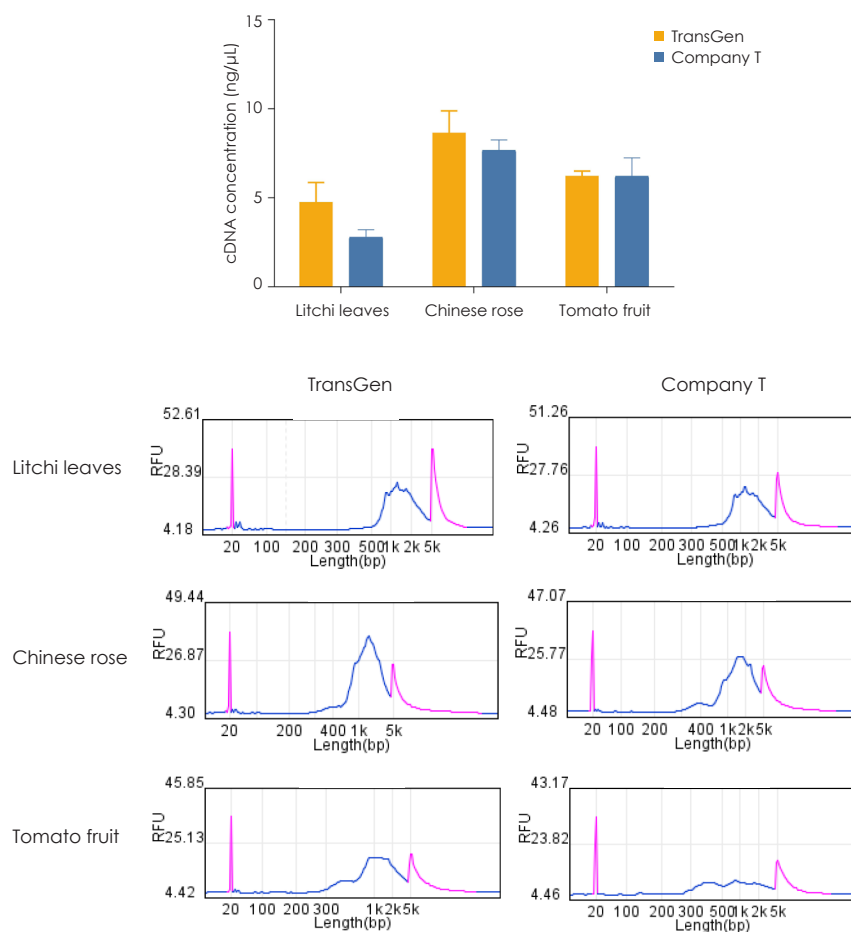 15
TransGen
Company T
10
5
0
cDNA concentration (ng/µL)
Litchi leaves Chinese rose Tomato fruit
TransGen Company T
Litchi leaves
52.61
28.39
4.18
RFU
20 100 200 300 500 1k 2k 5k
Length(bp)
51.26
27.76
4.26
RFU
20 100 200 300 500 1k 2k 5k
Length(bp)
Chinese rose
49.44
26.87
4.30
RFU
20 200 400 1k 5k
Length(bp)
47.07
25.77
4.48
RFU
20 100 200 400 1k 2k 5k
Length(bp)
Tomato fruit
45.85
25.13
4.42
RFU
20 100 200 300 1k 2k 5k
Length(bp)
43.17
23.82
4.46
RFU
20 100 200 300 500 1k 2k 5k
Length(bp)